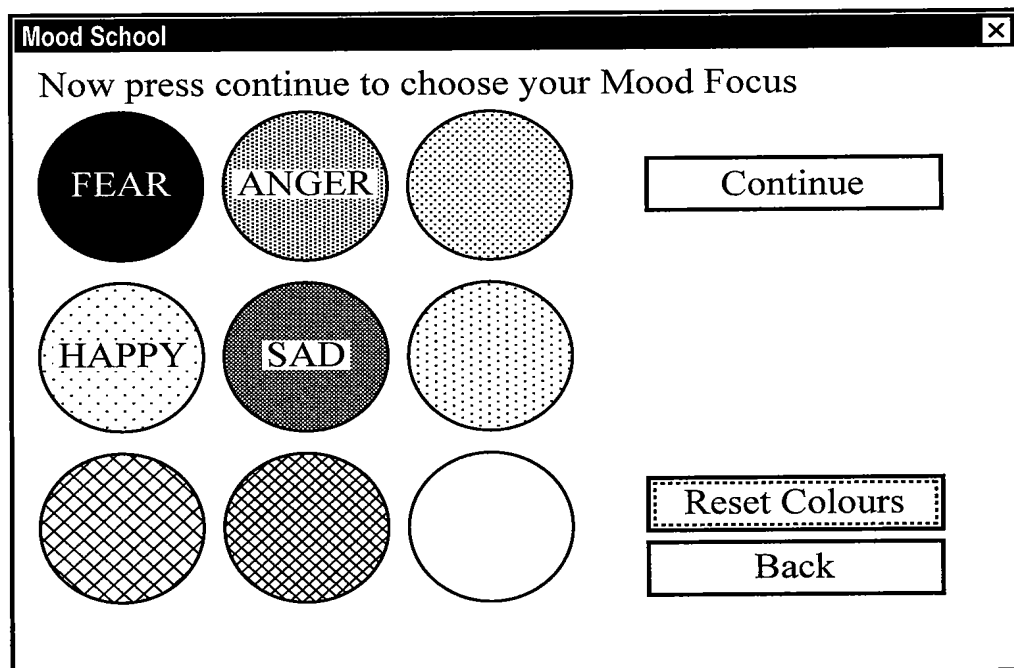 Mood School
Now press continue to choose your Mood Focus
FEAR ANGER
Continue
HAPPY SAD
Reset Colours
Back